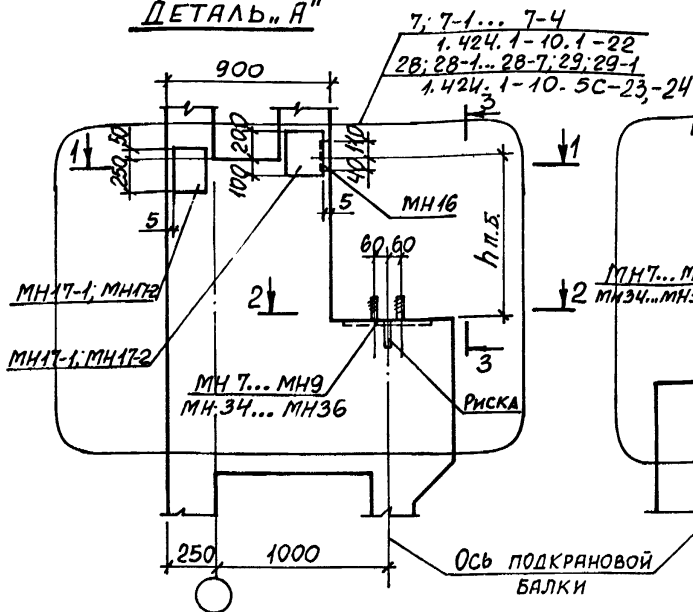 ДЕТАЛЬ „А"
7; 7-1... 7-4
1.424.1-10.1-22
28; 28-1... 28-7; 29; 29-1
1.424.1-10.5С-23,-24
900
3
1
50
250
5
200
100
110
40
5
МН16
1
hп.Б.
60 60
МН17-1; МН17-2
2
2
МН7... М
МН34... МН3
МН17-1; МН17-2
3
МН 7... МН9
МН-34... МН36
Риска
250
1000
Ось подкрановой
балки